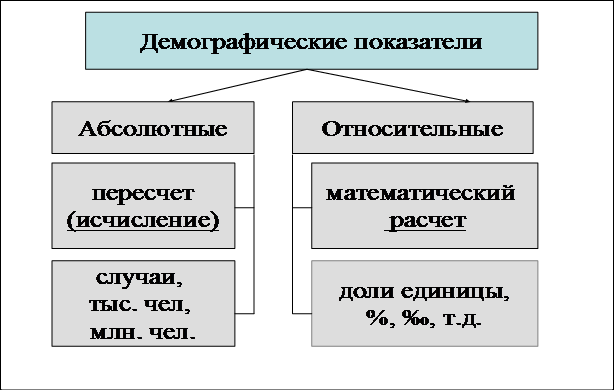 Демографические показатели
Абсолютные
Относительные
пересчет
(исчисление)
математический
расчет
случаи,
тыс. чел,
млн. чел.
доли единицы,
%, ‰, т.д.